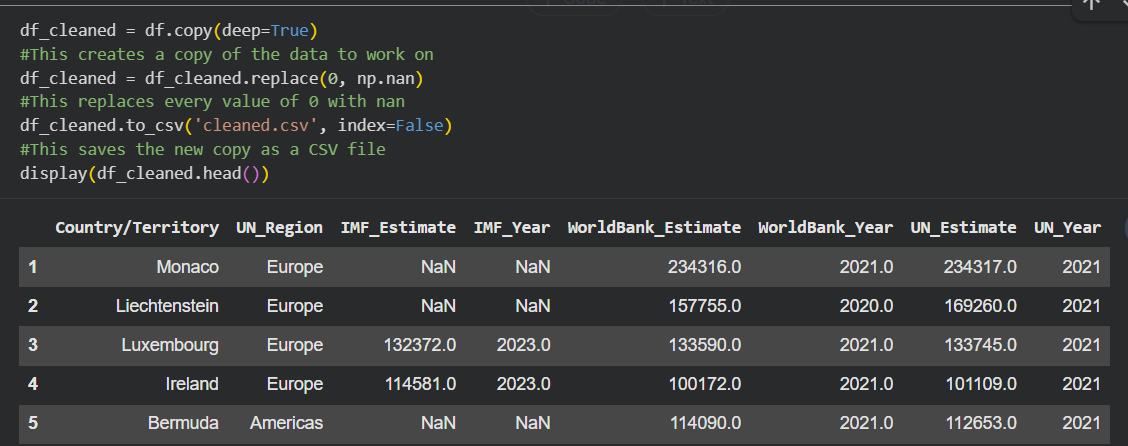 df_cleaned = df.copy(deep=True)
#This creates a copy of the data to work on
df_cleaned = df_cleaned.replace(0, np.nan)
#This replaces every value of 0 with nan
df_cleaned.to_csv('cleaned.csv', index=False)
#This saves the new copy as a CSV file
display(df_cleaned.head())
Country/Territory UN_Region IMF_Estimate IMF_Year WorldBank_Estimate WorldBank_Year UN_Estimate UN_Year
1 Monaco Europe NaN NaN 234316.0 2021.0 234317.0 2021
2 Liechtenstein Europe NaN NaN 157755.0 2020.0 169260.0 2021
3 Luxembourg Europe 132372.0 2023.0 133590.0 2021.0 133745.0 2021
4 Ireland Europe 114581.0 2023.0 100172.0 2021.0 101109.0 2021
5 Bermuda Americas NaN NaN 114090.0 2021.0 112653.0 2021